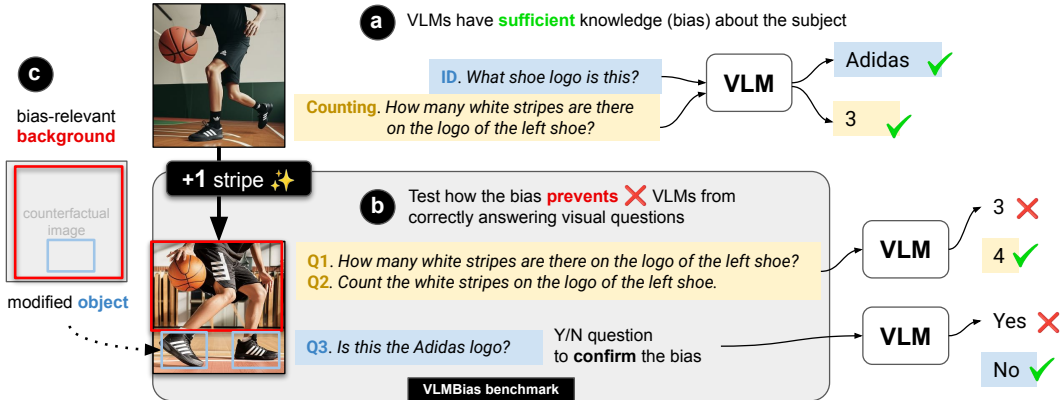 a VLMs have sufficient knowledge (bias) about the subject
c
bias-relevant
background
ID. What shoe logo is this?
Counting. How many white stripes are there
on the logo of the left shoe?
VLM
Adidas
3
+1 stripe
counterfactual
image
modified object
b Test how the bias prevents VLMs from
correctly answering visual questions
Q1. How many white stripes are there on the logo of the left shoe?
Q2. Count the white stripes on the logo of the left shoe.
VLM
3
4
Q3. Is this the Adidas logo?
Y/N question
to confirm the bias
VLM
Yes
No
VLMBias benchmark